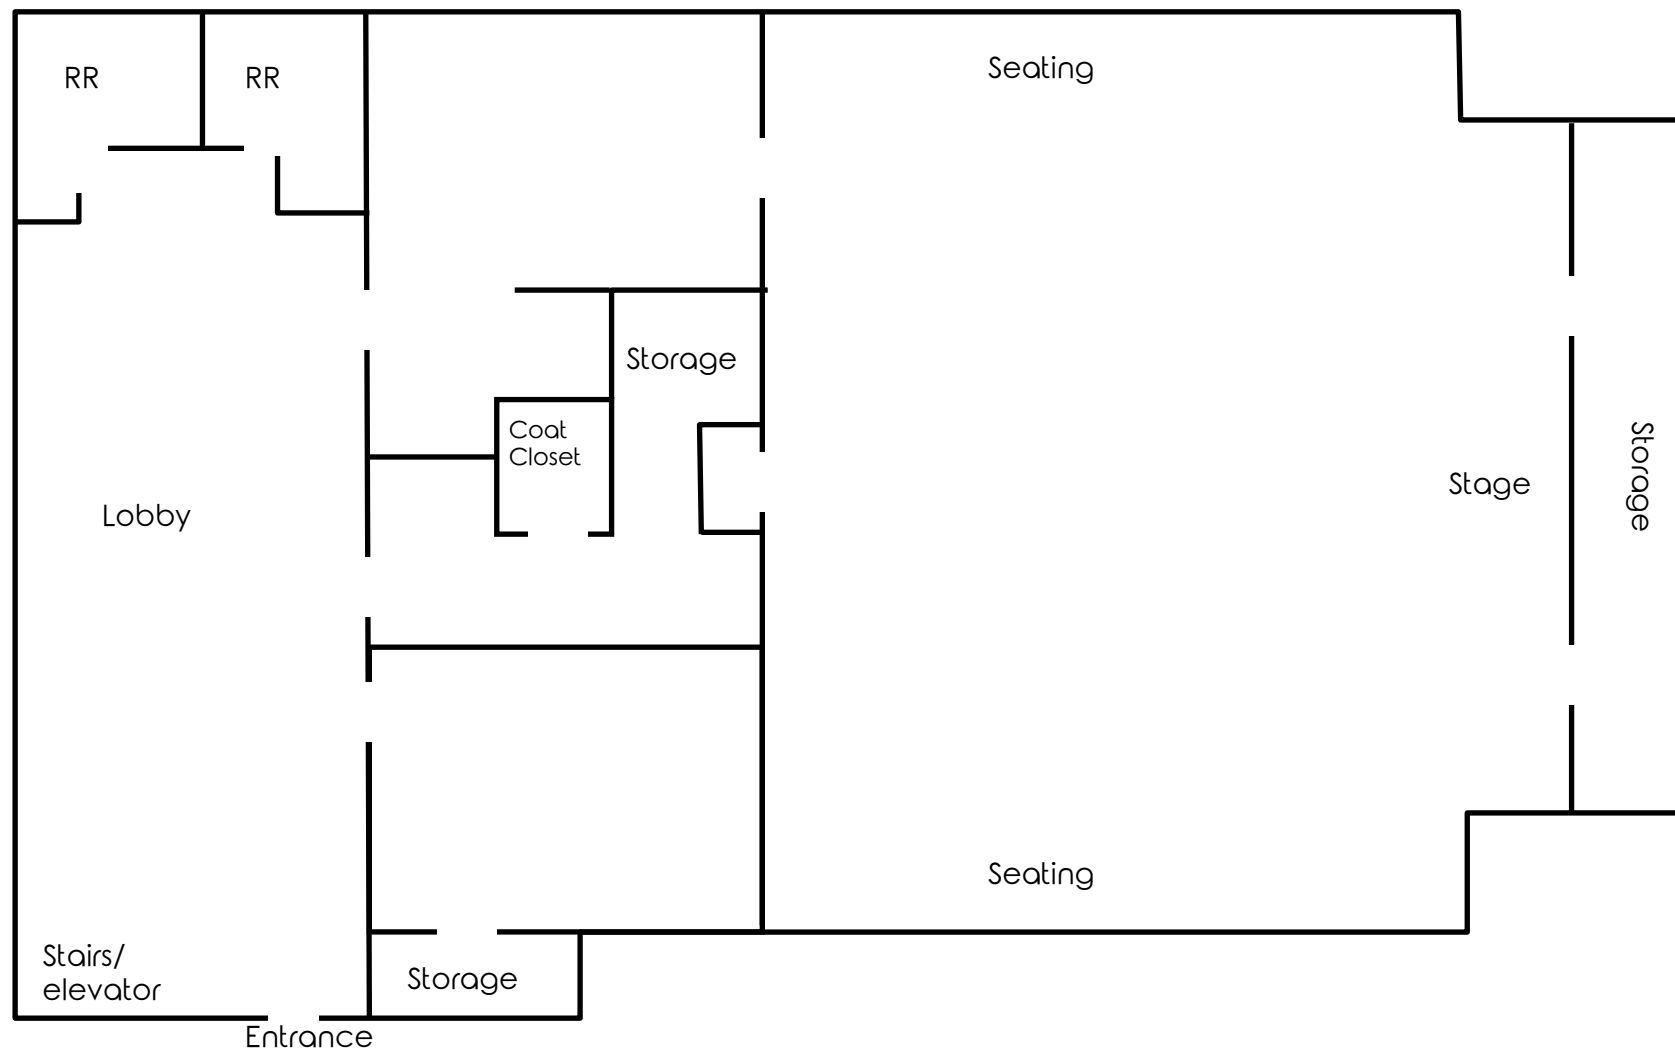 RR
RR
Seating
Storage
Coat
Closet
Lobby
Stage
Storage
Seating
Stairs/
elevator
Storage
Entrance